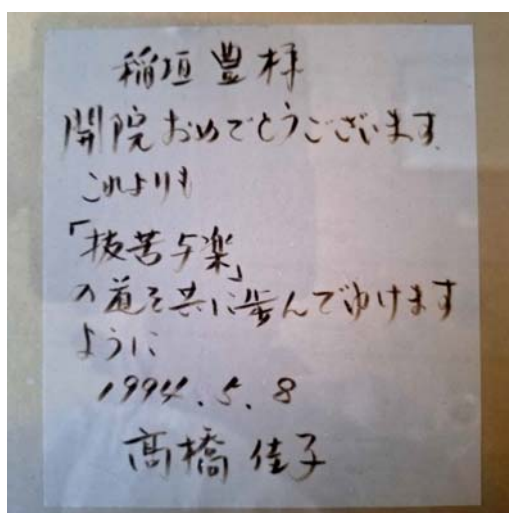 稲垣豊様
開院おめでとうございます
これよりも
「抜苦与楽」
の道を共に歩んでゆけます
ように
1994.5.8
髙橋佳子